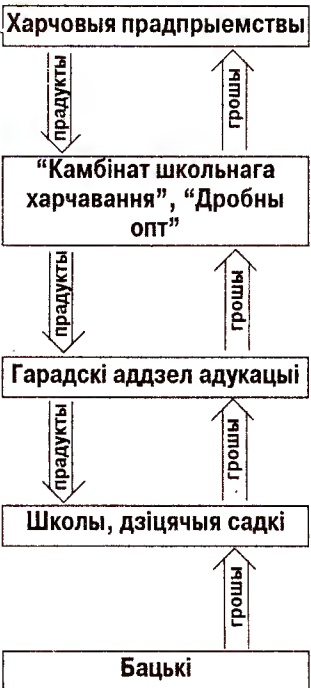 Харчовыя прадпрыемствы
прадукты
грошы
“Камбінат школьнага
харчавання”, “Дробны
опт”
прадукты
грошы
Гарадскі аддзел адукацыі
прадукты
грошы
Школы, дзіцячыя садкі
грошы
Бацькі